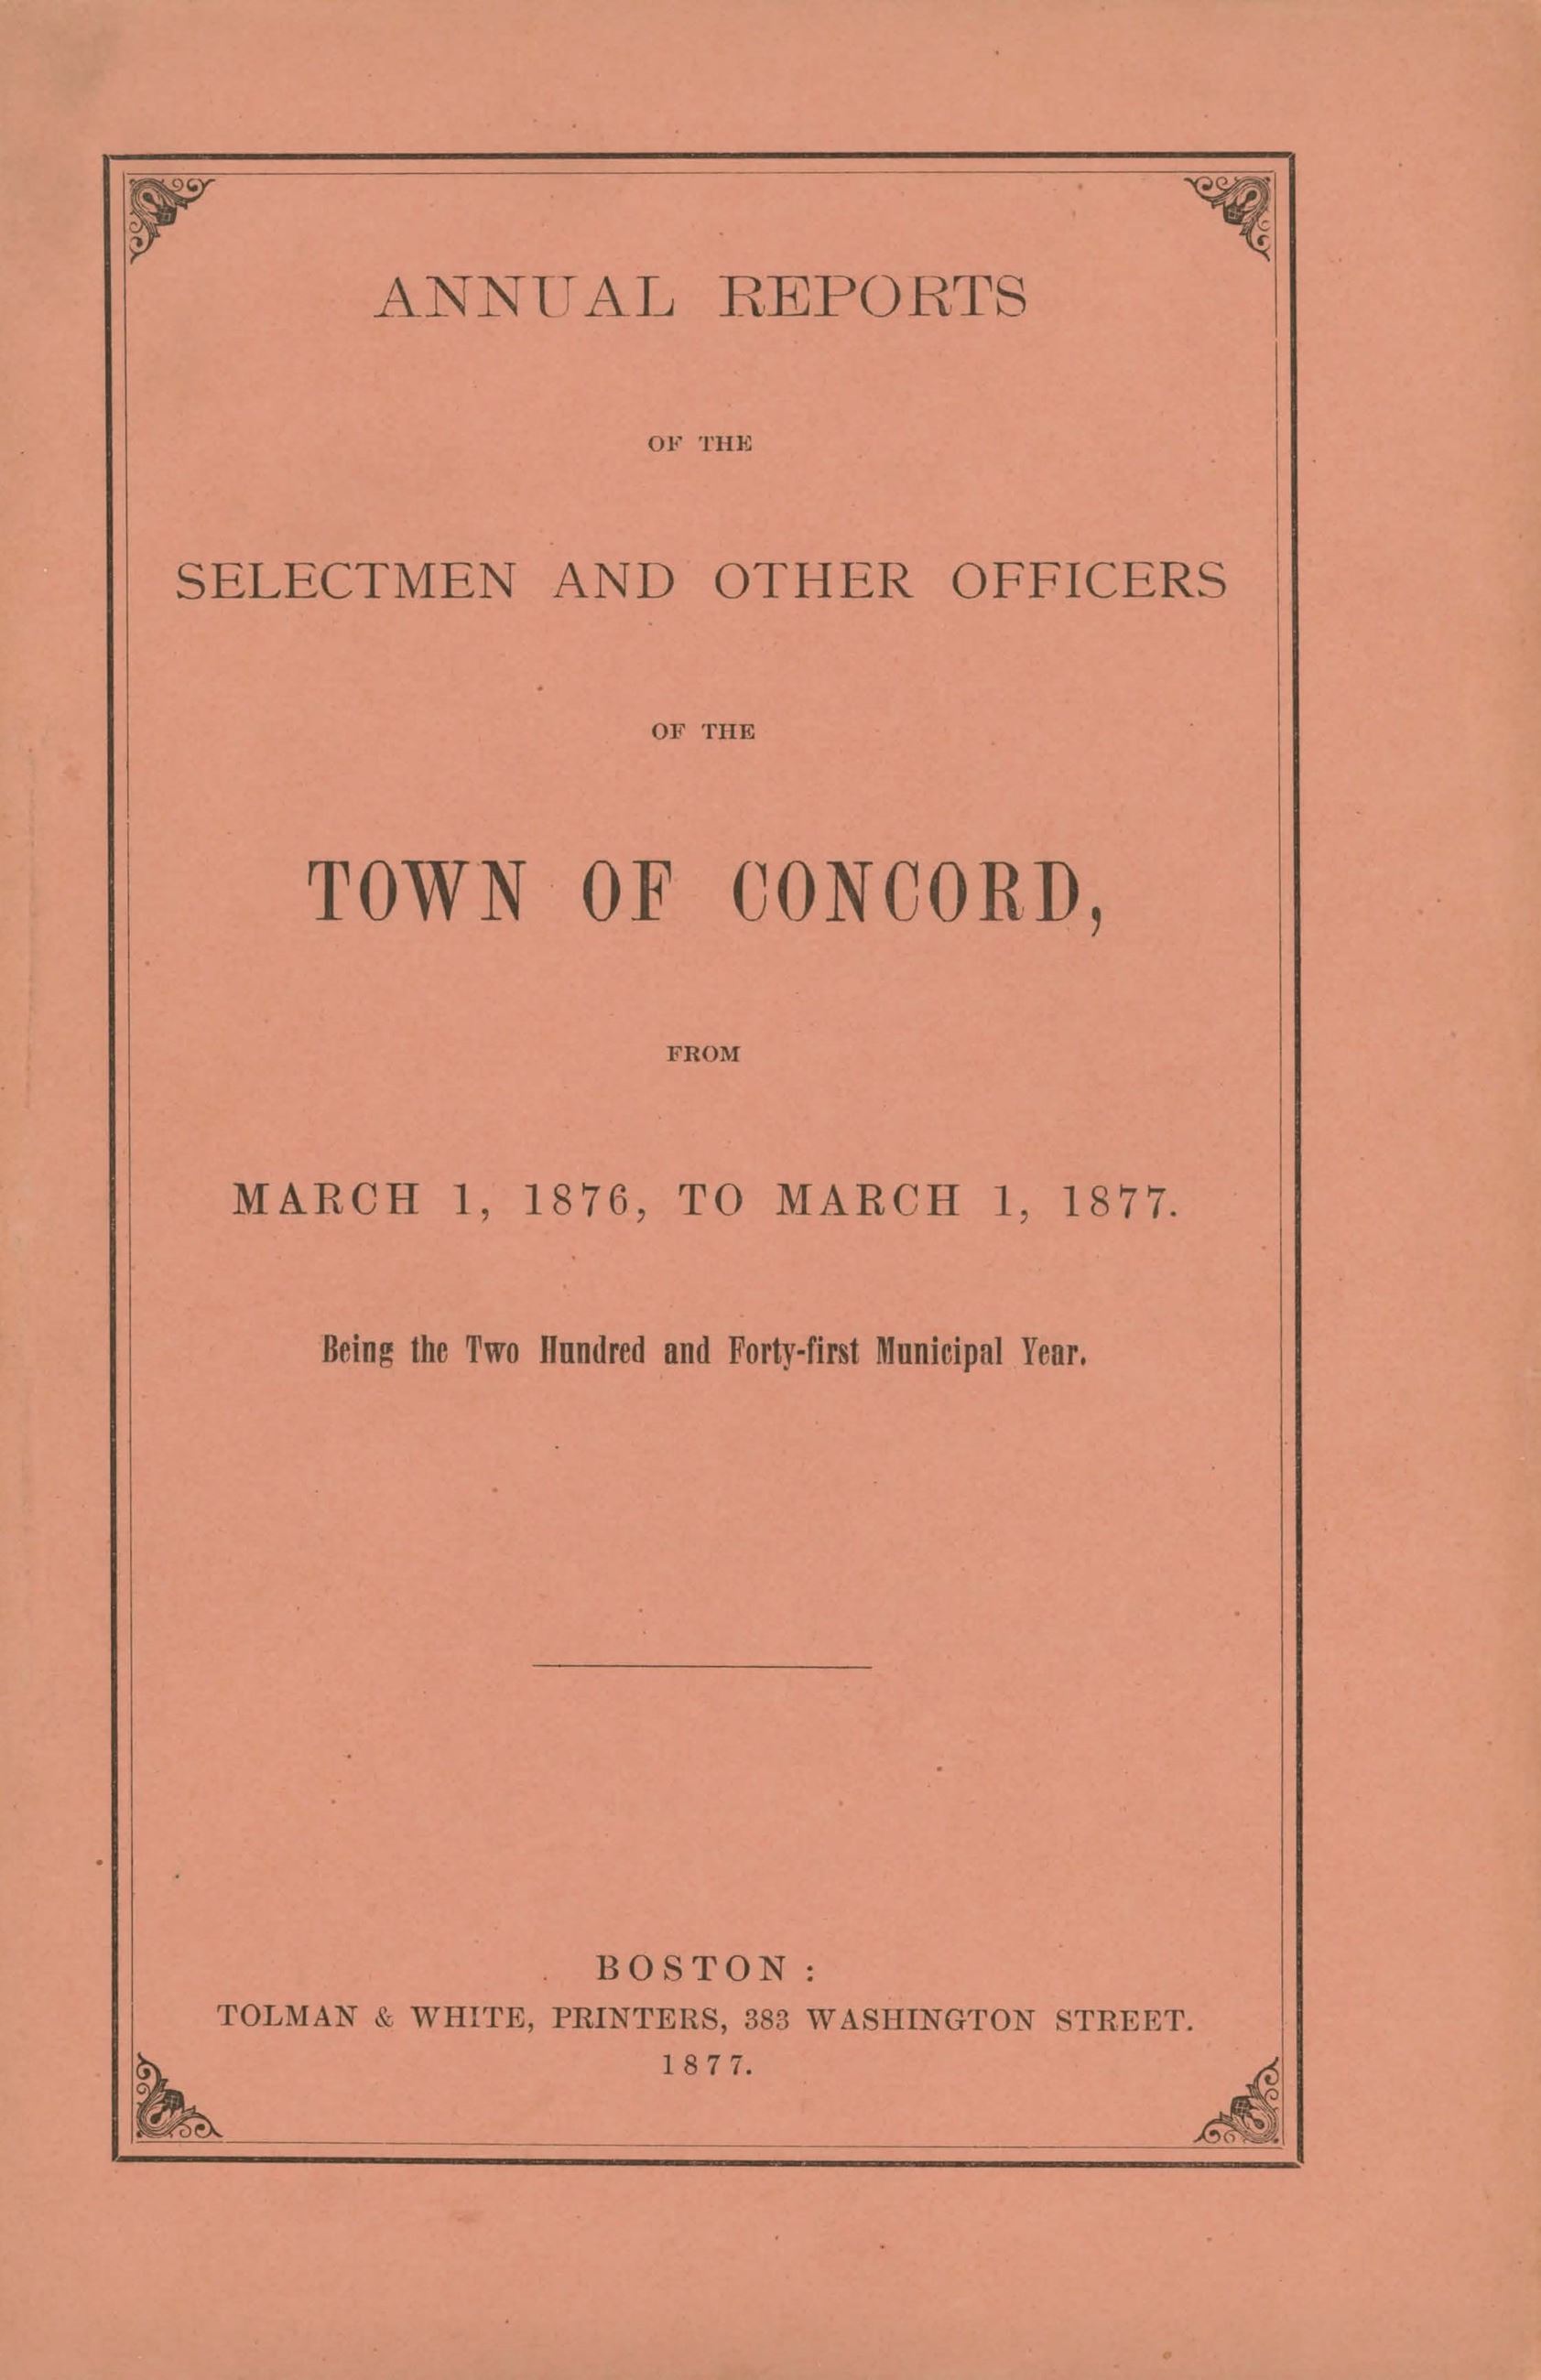 ANNUAL REPORTS
OF THE
SELECTMEN AND OTHER OFFICERS
OF THE
TOWN OF CONCORD,
FROM
MARCH 1, 1876, TO MARCH 1, 1877.
Being the Two Hundred and Forty-first Municipal Year.
BOSTON:
TOLMAN & WHITE, PRINTERS, 383 WASHINGTON STREET.
1877.